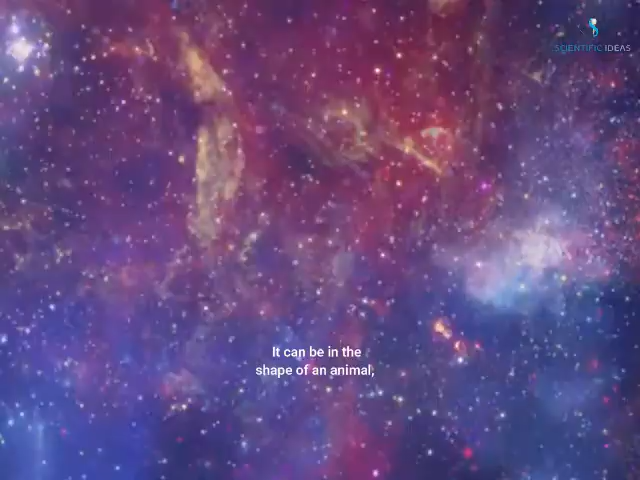 SCIENTIFIC IDEAS
It can be in the
shape of an animal,